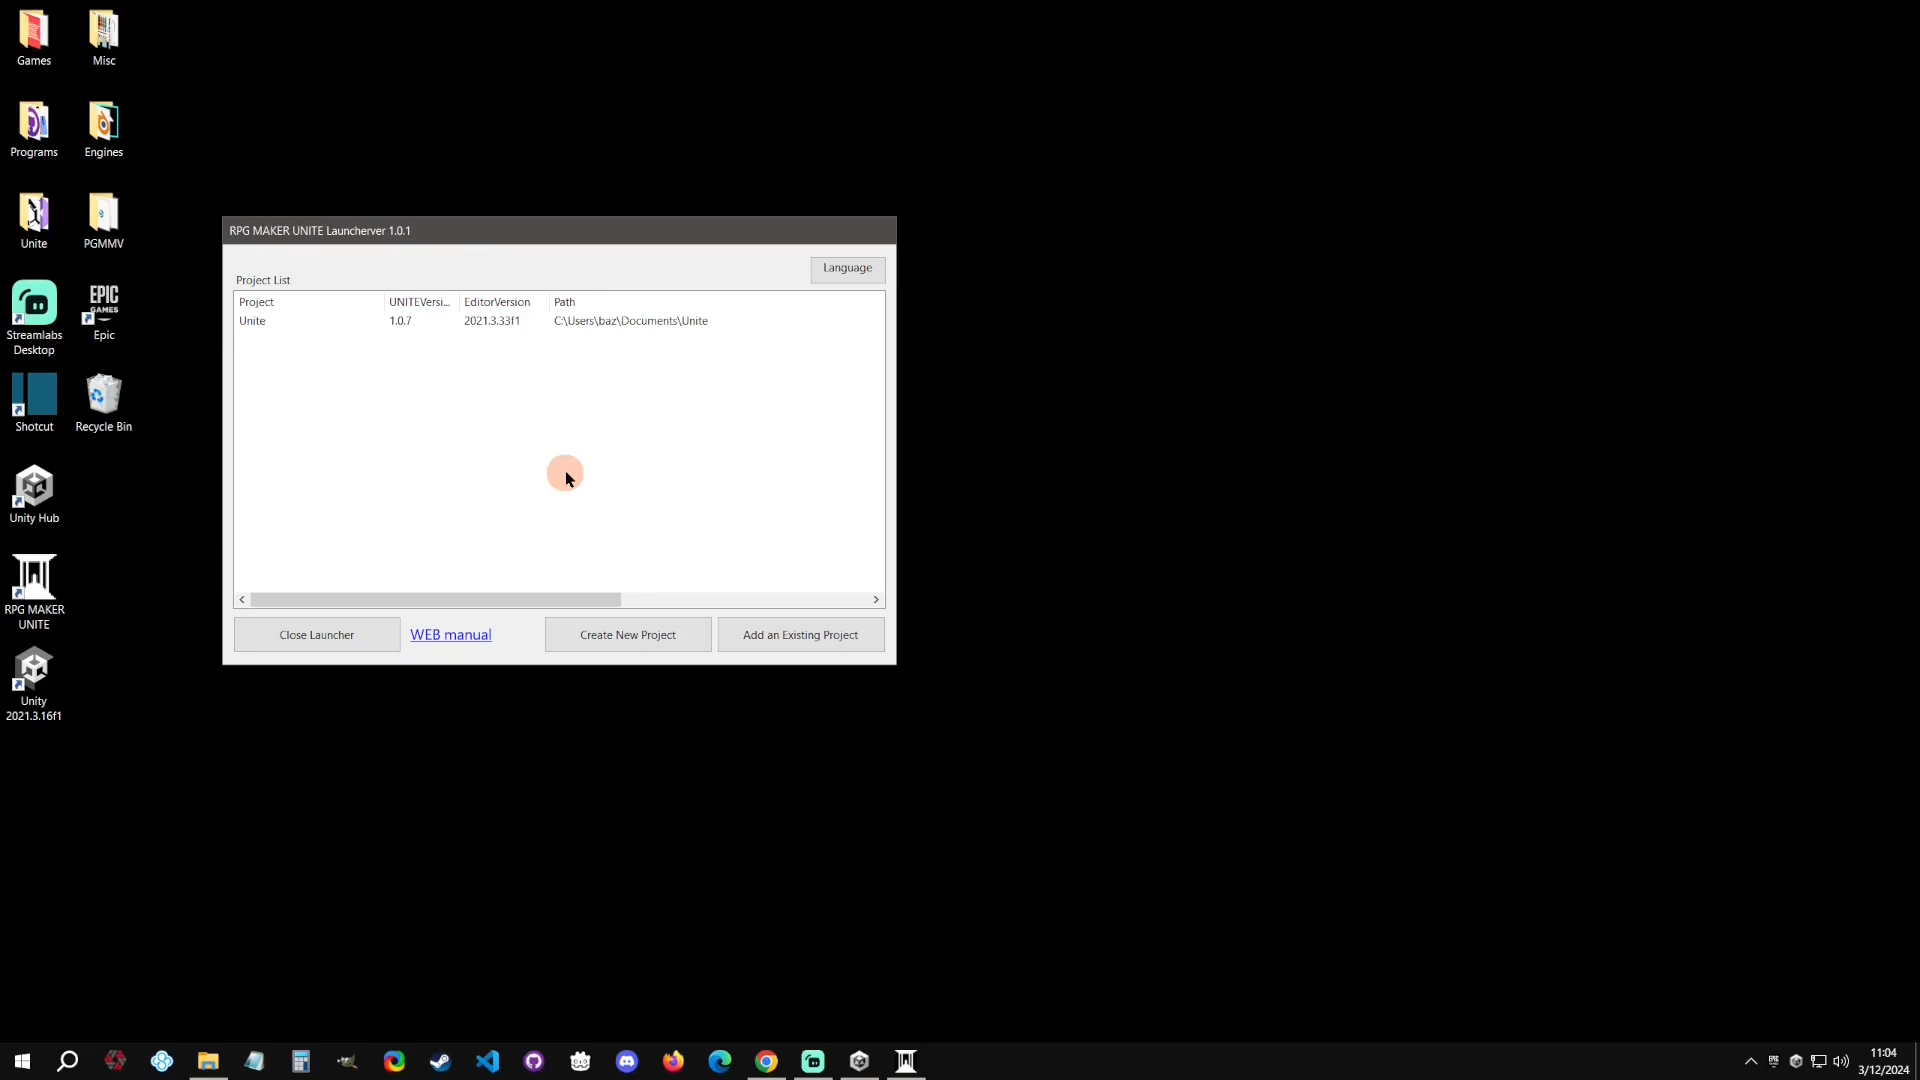 Games
Misc
Programs
Engines
Unite
PGMMV
Streamlabs
Desktop
EPIC
GAMES
Epic
Shotcut
Recycle Bin
Unity Hub
RPG MAKER
UNITE
Unity
2021.3.16f1
RPG MAKER UNITE Launcherver 1.0.1
Language
Project List
Project UNITEVersi... EditorVersion Path
Unite 1.0.7 2021.3.33f1 C:\Users\baz\Documents\Unite
Close Launcher
WEB manual
Create New Project
Add an Existing Project
11:04
3/12/2024